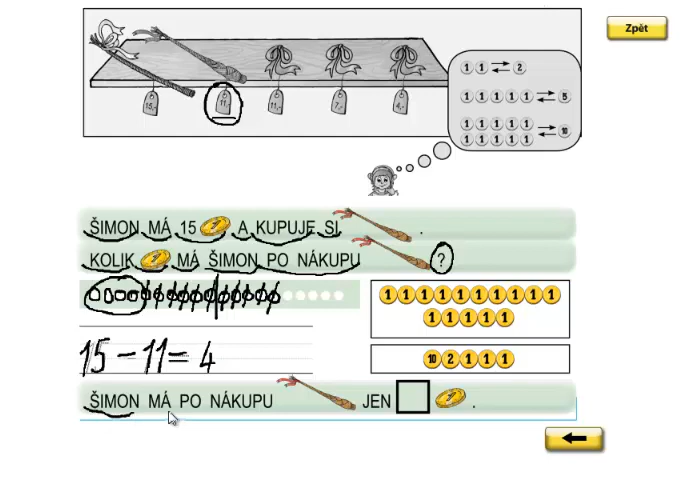 Zpět
1 1 2
1 1 1 1 1 5
1 1 1 1 1
1 1 1 1 1 10
15,- 11,- 11,- 7,- 4,-
ŠIMON MÁ 15 1 A KUPUJE SI .
KOLIK 1 MÁ ŠIMON PO NÁKUPU ?
1 1 1 1 1 1 1 1 1 1
1 1 1 1 1
15 - 11 = 4
10 2 1 1 1
ŠIMON MÁ PO NÁKUPU JEN 1 .